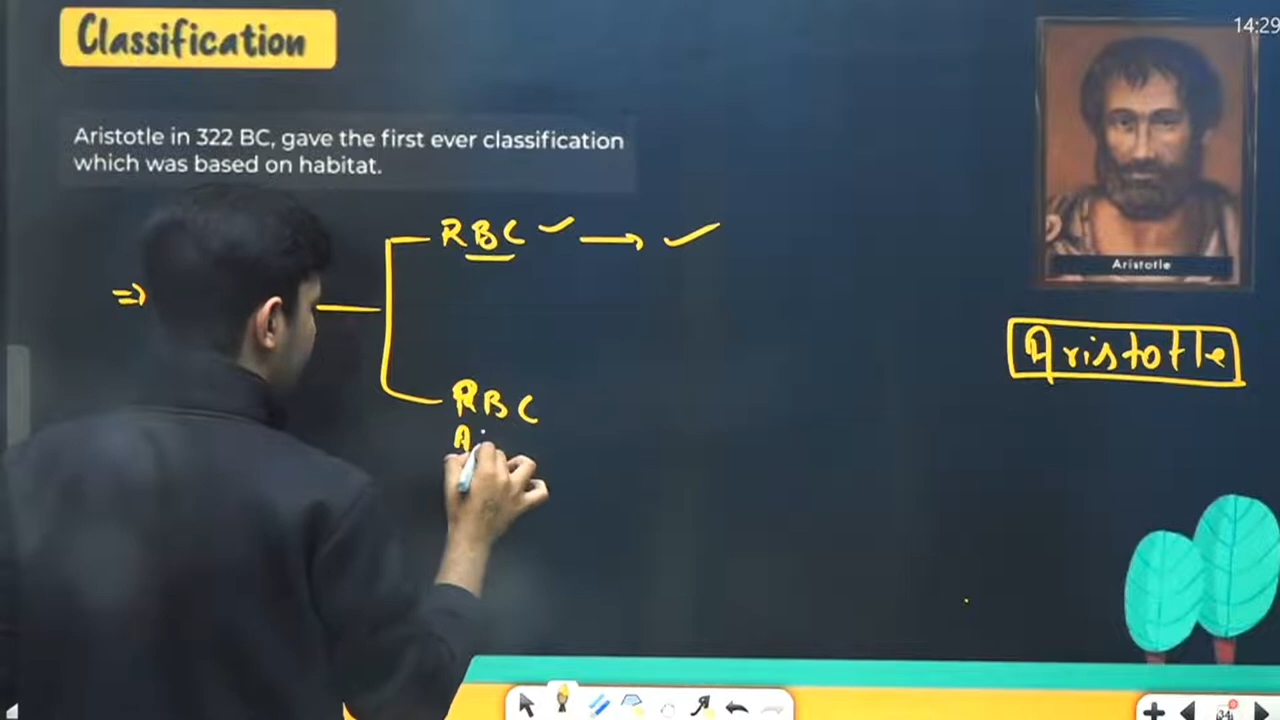 Classification
14:29
Aristotle in 322 BC, gave the first ever classification
which was based on habitat.
RBC
Aristotle
Aristotle
RBC
A
34